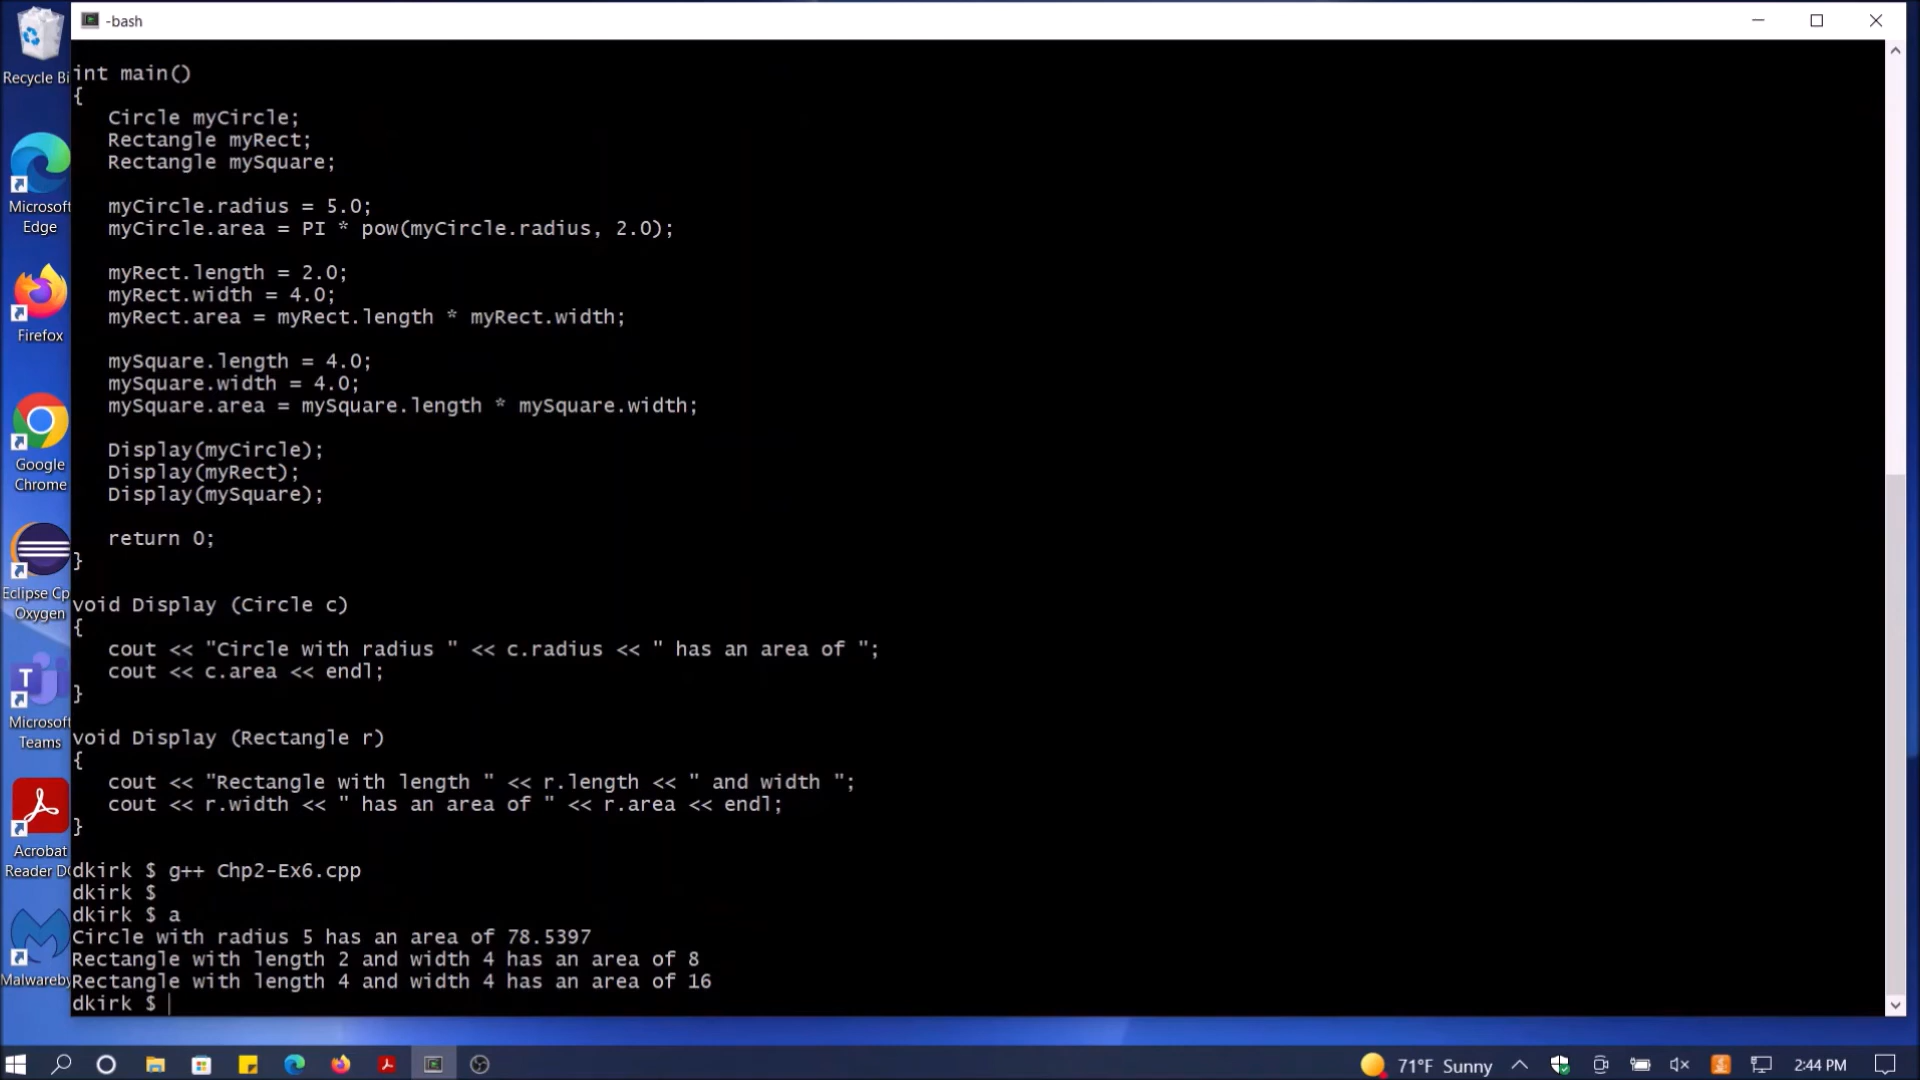 -bash
Recycle Bi
Microsoft
Edge
Firefox
Google
Chrome
Eclipse Cp
Oxygen
Microsoft
Teams
Acrobat
Reader D
Malwareby
int main()
{
   Circle myCircle;
   Rectangle myRect;
   Rectangle mySquare;
   myCircle.radius = 5.0;
   myCircle.area = PI * pow(myCircle.radius, 2.0);
   myRect.length = 2.0;
   myRect.width = 4.0;
   myRect.area = myRect.length * myRect.width;
   mySquare.length = 4.0;
   mySquare.width = 4.0;
   mySquare.area = mySquare.length * mySquare.width;
   Display(myCircle);
   Display(myRect);
   Display(mySquare);
   return 0;
}
void Display (Circle c)
{
   cout << "Circle with radius " << c.radius << " has an area of ";
   cout << c.area << endl;
}
void Display (Rectangle r)
{
   cout << "Rectangle with length " << r.length << " and width ";
   cout << r.width << " has an area of " << r.area << endl;
}
dkirk $ g++ Chp2-Ex6.cpp
dkirk $
dkirk $ a
Circle with radius 5 has an area of 78.5397
Rectangle with length 2 and width 4 has an area of 8
Rectangle with length 4 and width 4 has an area of 16
dkirk $
71°F Sunny
2:44 PM